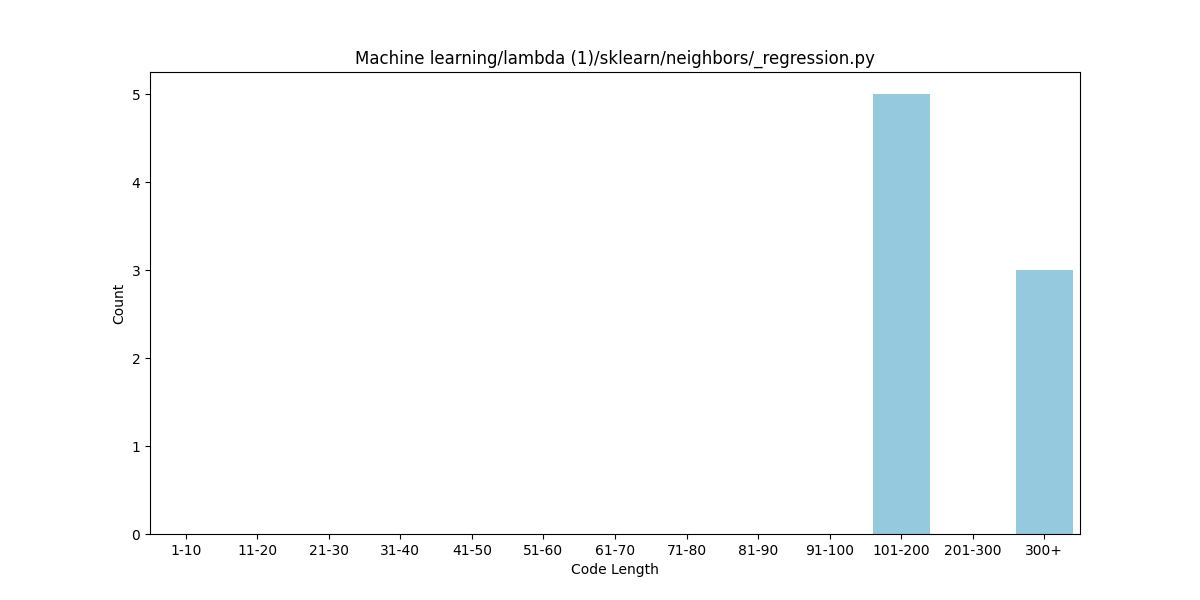 Machine learning/lambda (1)/sklearn/neighbors/_regression.py
5
4
3
2
1
0
Count
1-10 11-20 21-30 31-40 41-50 51-60 61-70 71-80 81-90 91-100 101-200 201-300 300+
Code Length